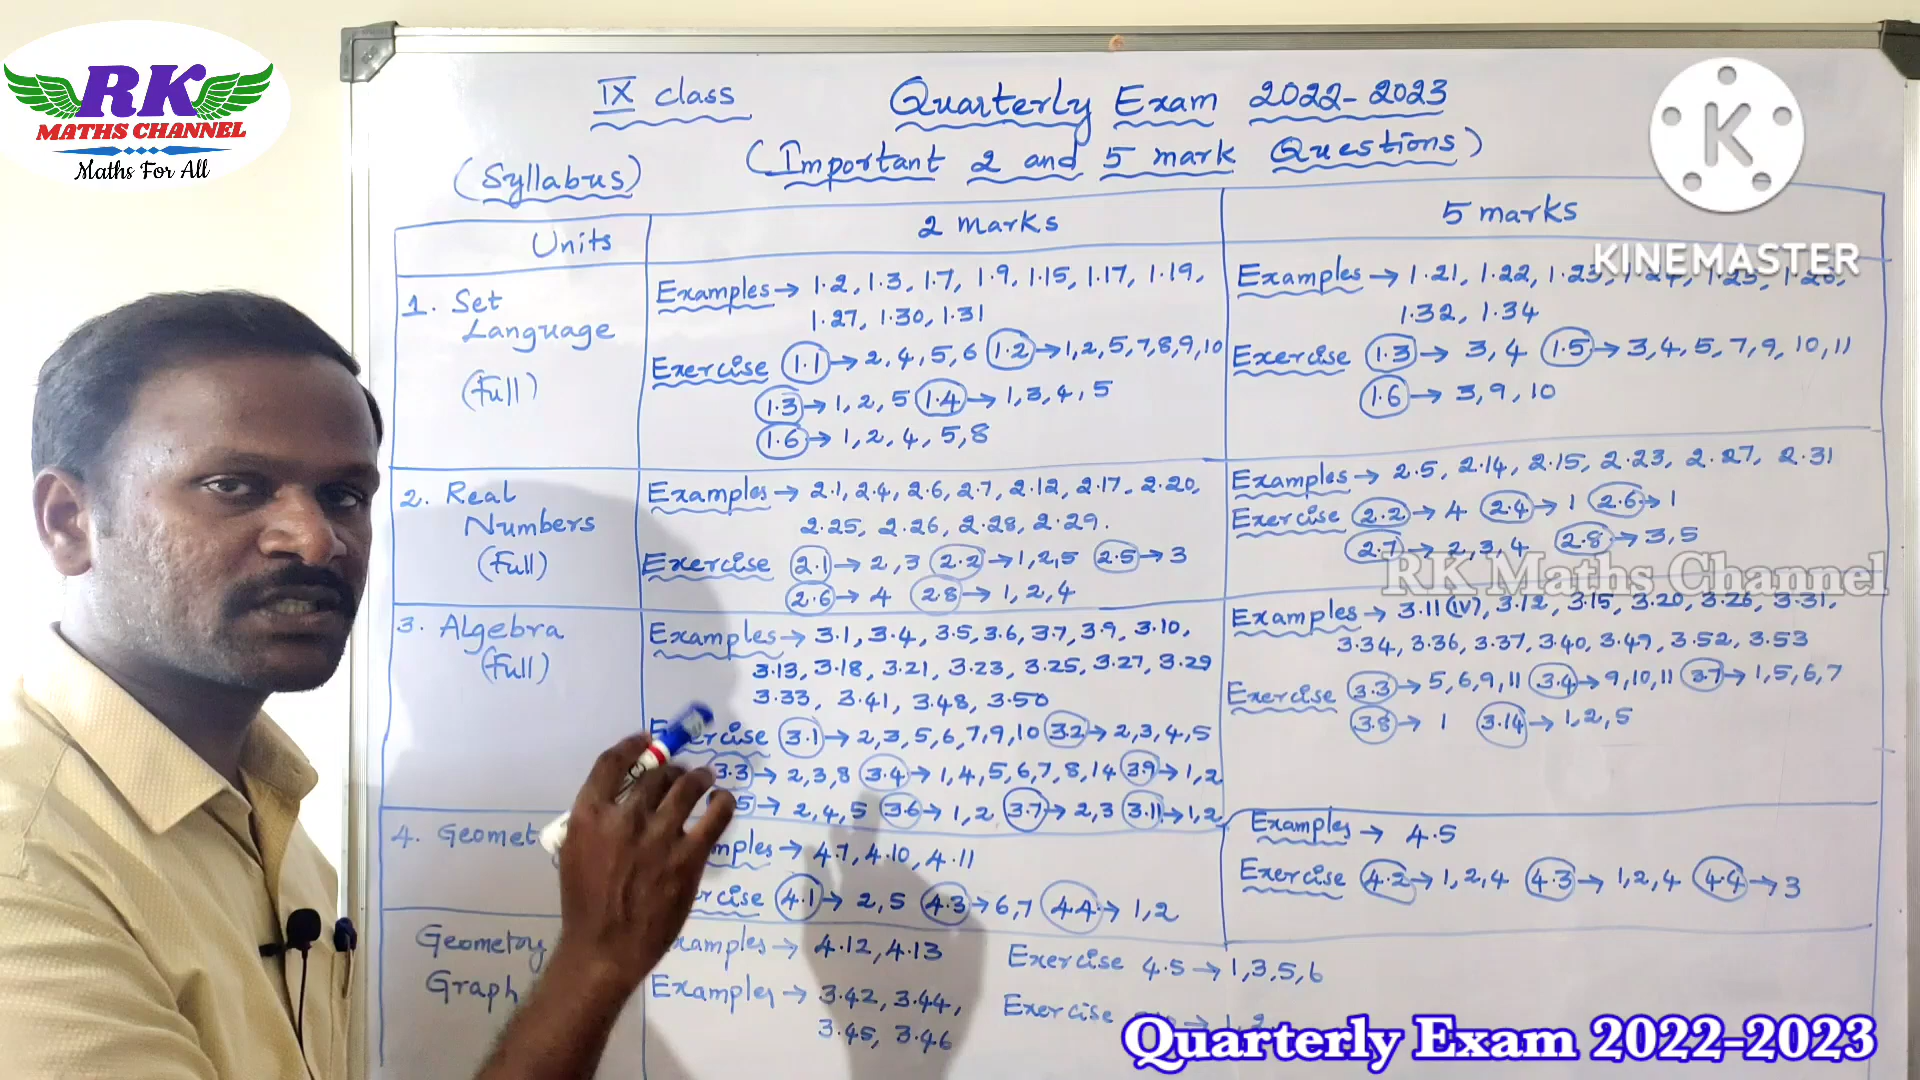 RK
MATHS CHANNEL
Maths For All
IX class
Quarterly Exam 2022-2023
(Syllabus)
(Important 2 and 5 mark Questions)
K
KINEMASTER
Units
2 marks
5 marks
1. Set
Language
(Full)
Examples → 1.2, 1.3, 1.7, 1.9, 1.15, 1.17, 1.19,
1.27, 1.30, 1.31
Exercise 1.1 → 2, 4, 5, 6 1.2 → 1, 2, 5, 7, 8, 9, 10
1.3 → 1, 2, 5 1.4 → 1, 3, 4, 5
1.6 → 1, 2, 4, 5, 8
Examples → 1.21, 1.22, 1.23,
1.32, 1.34
Exercise 1.3 → 3, 4 1.5 → 3, 4, 5, 7, 9, 10, 11
1.6 → 3, 9, 10
2. Real
Numbers
(Full)
Examples → 2.1, 2.4, 2.6, 2.7, 2.12, 2.17, 2.20,
2.25, 2.26, 2.28, 2.29.
Exercise 2.1 → 2, 3 2.2 → 1, 2, 5 2.5 → 3
2.6 → 4 2.8 → 1, 2, 4
Examples → 2.5, 2.14, 2.15, 2.23, 2.27, 2.31
Exercise 2.2 → 4 2.4 → 1 2.6 → 1
2.7 → 2, 3, 4 2.8 → 3, 5
RK Maths Channel
3. Algebra
(Full)
Examples → 3.1, 3.4, 3.5, 3.6, 3.7, 3.9, 3.10,
3.13, 3.18, 3.21, 3.23, 3.25, 3.27, 3.29
3.33, 3.41, 3.48, 3.50
3.1 → 2, 3, 5, 6, 7, 9, 10 3.2 → 2, 3, 4, 5
3.3 → 2, 3, 8 3.4 → 1, 4, 5, 6, 7, 8, 14 3.9 → 1, 2
→ 2, 4, 5 3.6 → 1, 2 3.7 → 2, 3 3.11 → 1, 2
Examples → 3.11 (iv), 3.12, 3.15, 3.20, 3.26, 3.31,
3.34, 3.36, 3.37, 3.40, 3.49, 3.52, 3.53
Exercise 3.3 → 5, 6, 9, 11 3.4 → 9, 10, 11 3.7 → 1, 5, 6, 7
3.8 → 1 3.14 → 1, 2, 5
4.
→ 4.7, 4.10, 4.11
4.1 → 2, 5 4.3 → 6, 7 4.4 → 1, 2
Examples → 4.5
Exercise 4.2 → 1, 2, 4 4.3 → 1, 2, 4 4.4 → 3
Geometry
→ 4.12, 4.13
Exercise 4.5 → 1, 3, 5, 6
Graph
Examples → 3.42, 3.44,
3.45, 3.46
Exercise
Quarterly Exam 2022-2023